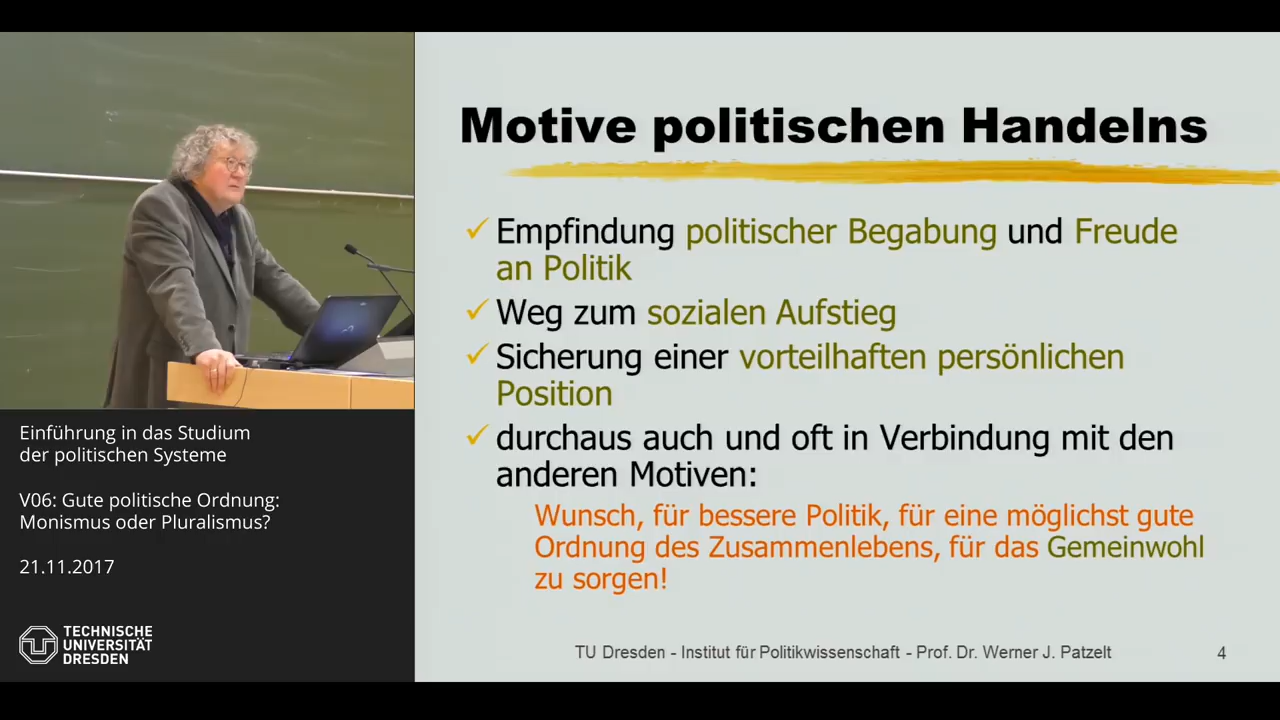 Motive politischen Handelns
Empfindung politischer Begabung und Freude
an Politik
Weg zum sozialen Aufstieg
Sicherung einer vorteilhaften persönlichen
Position
durchaus auch und oft in Verbindung mit den
anderen Motiven:
Wunsch, für bessere Politik, für eine möglichst gute
Ordnung des Zusammenlebens, für das Gemeinwohl
zu sorgen!
TU Dresden - Institut für Politikwissenschaft - Prof. Dr. Werner J. Patzelt
4
Einführung in das Studium
der politischen Systeme
V06: Gute politische Ordnung:
Monismus oder Pluralismus?
21.11.2017
TECHNISCHE
UNIVERSITÄT
DRESDEN